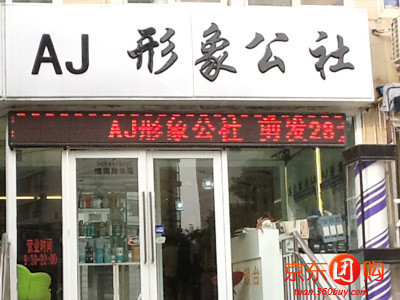 AJ 形象公社
AJ形象公社 剪发29
营业时间
9:30-22:00
京东团购
tuan.360buy.com